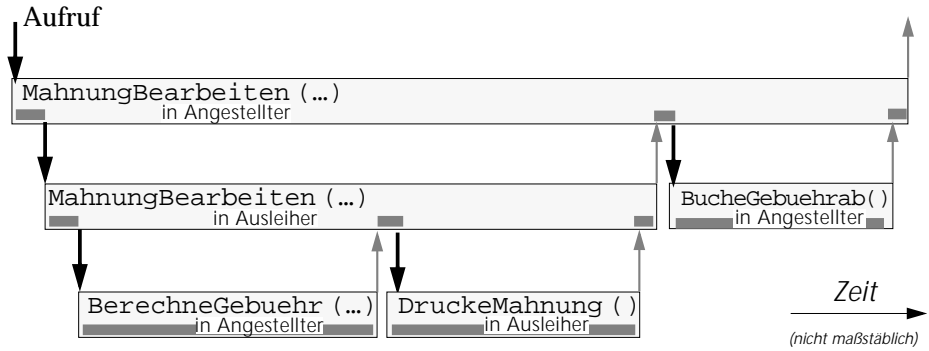 Aufruf
MahnungBearbeiten (…)
in Angestellter
MahnungBearbeiten (…)
in Ausleiher
BucheGebuehrab()
in Angestellter
BerechneGebuehr (…)
in Angestellter
DruckeMahnung ()
in Ausleiher
Zeit
(nicht maßstäblich)